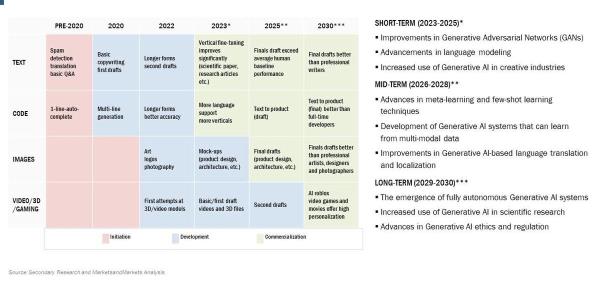 PRE-2020 2020 2022 2023* 2025** 2030***
TEXT
Spam
detection
translation
basic Q&A
Basic
copywriting
first drafts
Longer forms
second drafts
Vertical fine-tuning
improves
significantly
(scientific paper,
research articles
etc.)
Finals draft exceed
average human
baseline
performance
Final drafts better
than professional
writers
CODE
1-line-auto-
complete
Multi-line
generation
Longer forms
better accuracy
More language
support
more verticals
Text to product
(draft)
Text to product
(final) better than
full-time
developers
IMAGES
Art
logos
photography
Mock-ups
(product design,
architecture, etc.)
Final drafts
(product design,
architecture, etc.)
Finals drafts better
than professional
artists, designers
and photographers
VIDEO/3D
/GAMING
First attempts at
3D/video models
Basic/first draft
videos and 3D files
Second drafts
AI roblox
video games and
movies offer high
personalization
Initiation Development Commercialization
SHORT-TERM (2023-2025)*
▪ Improvements in Generative Adversarial Networks (GANs)
▪ Advancements in language modeling
▪ Increased use of Generative AI in creative industries
MID-TERM (2026-2028)**
▪ Advances in meta-learning and few-shot learning
techniques
▪ Development of Generative AI systems that can learn
from multi-modal data
▪ Improvements in Generative AI-based language translation
and localization
LONG-TERM (2029-2030)***
▪ The emergence of fully autonomous Generative AI systems
▪ Increased use of Generative AI in scientific research
▪ Advances in Generative AI ethics and regulation
Source: Secondary Research and MarketsandMarkets Analysis